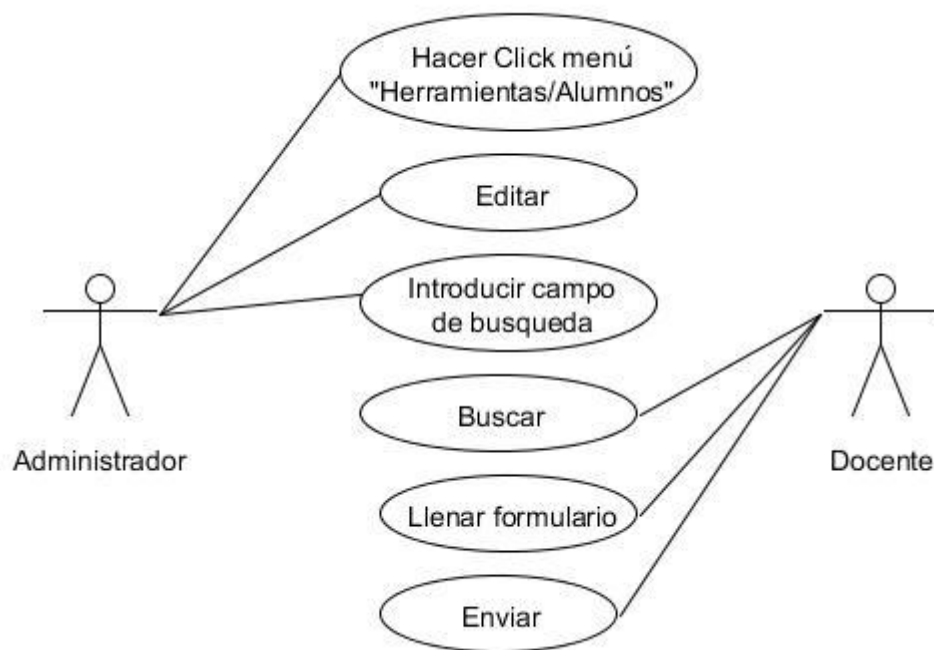 Hacer Click menú
"Herramientas/Alumnos"
Editar
Introducir campo
de busqueda
Buscar
Administrador
Docente
Llenar formulario
Enviar